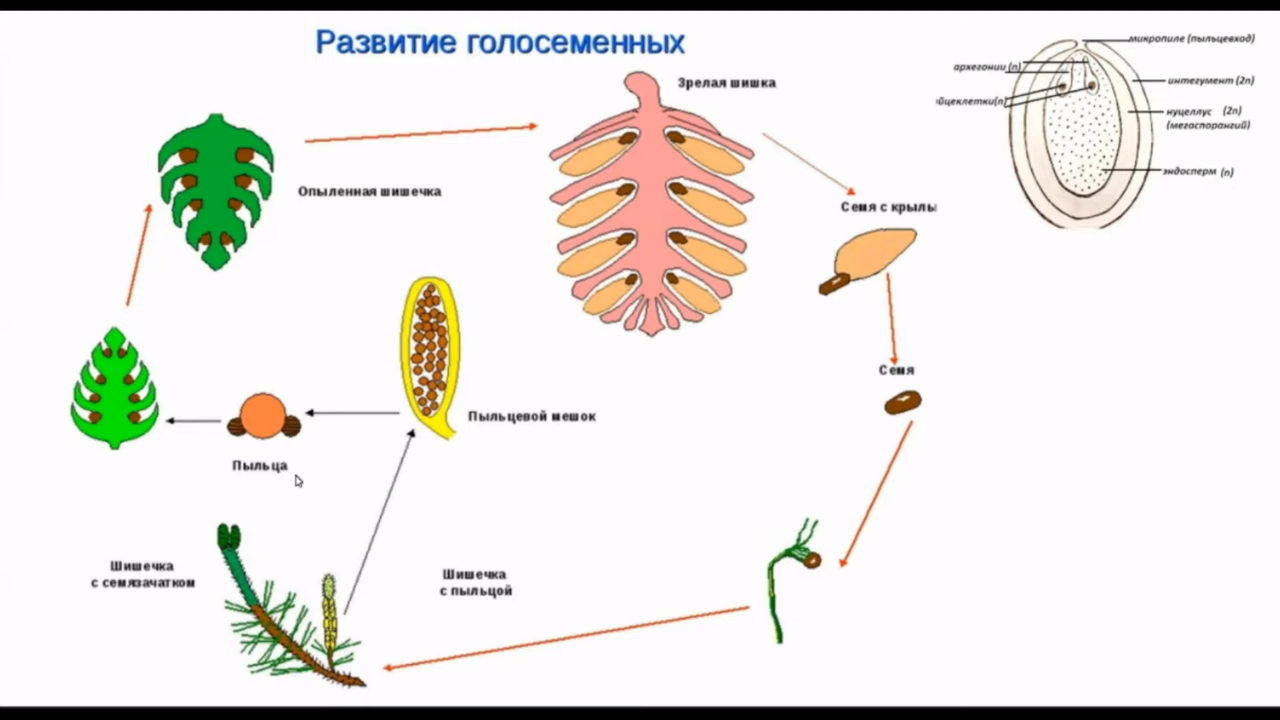 Развитие голосеменных
микропиле (пыльцевход)
архегонии (n)
интегумент (2n)
йцеклетки(n)
нуцеллус (2n)
(мегаспорангий)
эндосперм (n)
Зрелая шишка
Опыленная шишечка
Семя с крылы
Семя
Пыльцевой мешок
Пыльца
Шишечка
с семязачатком
Шишечка
с пыльцой